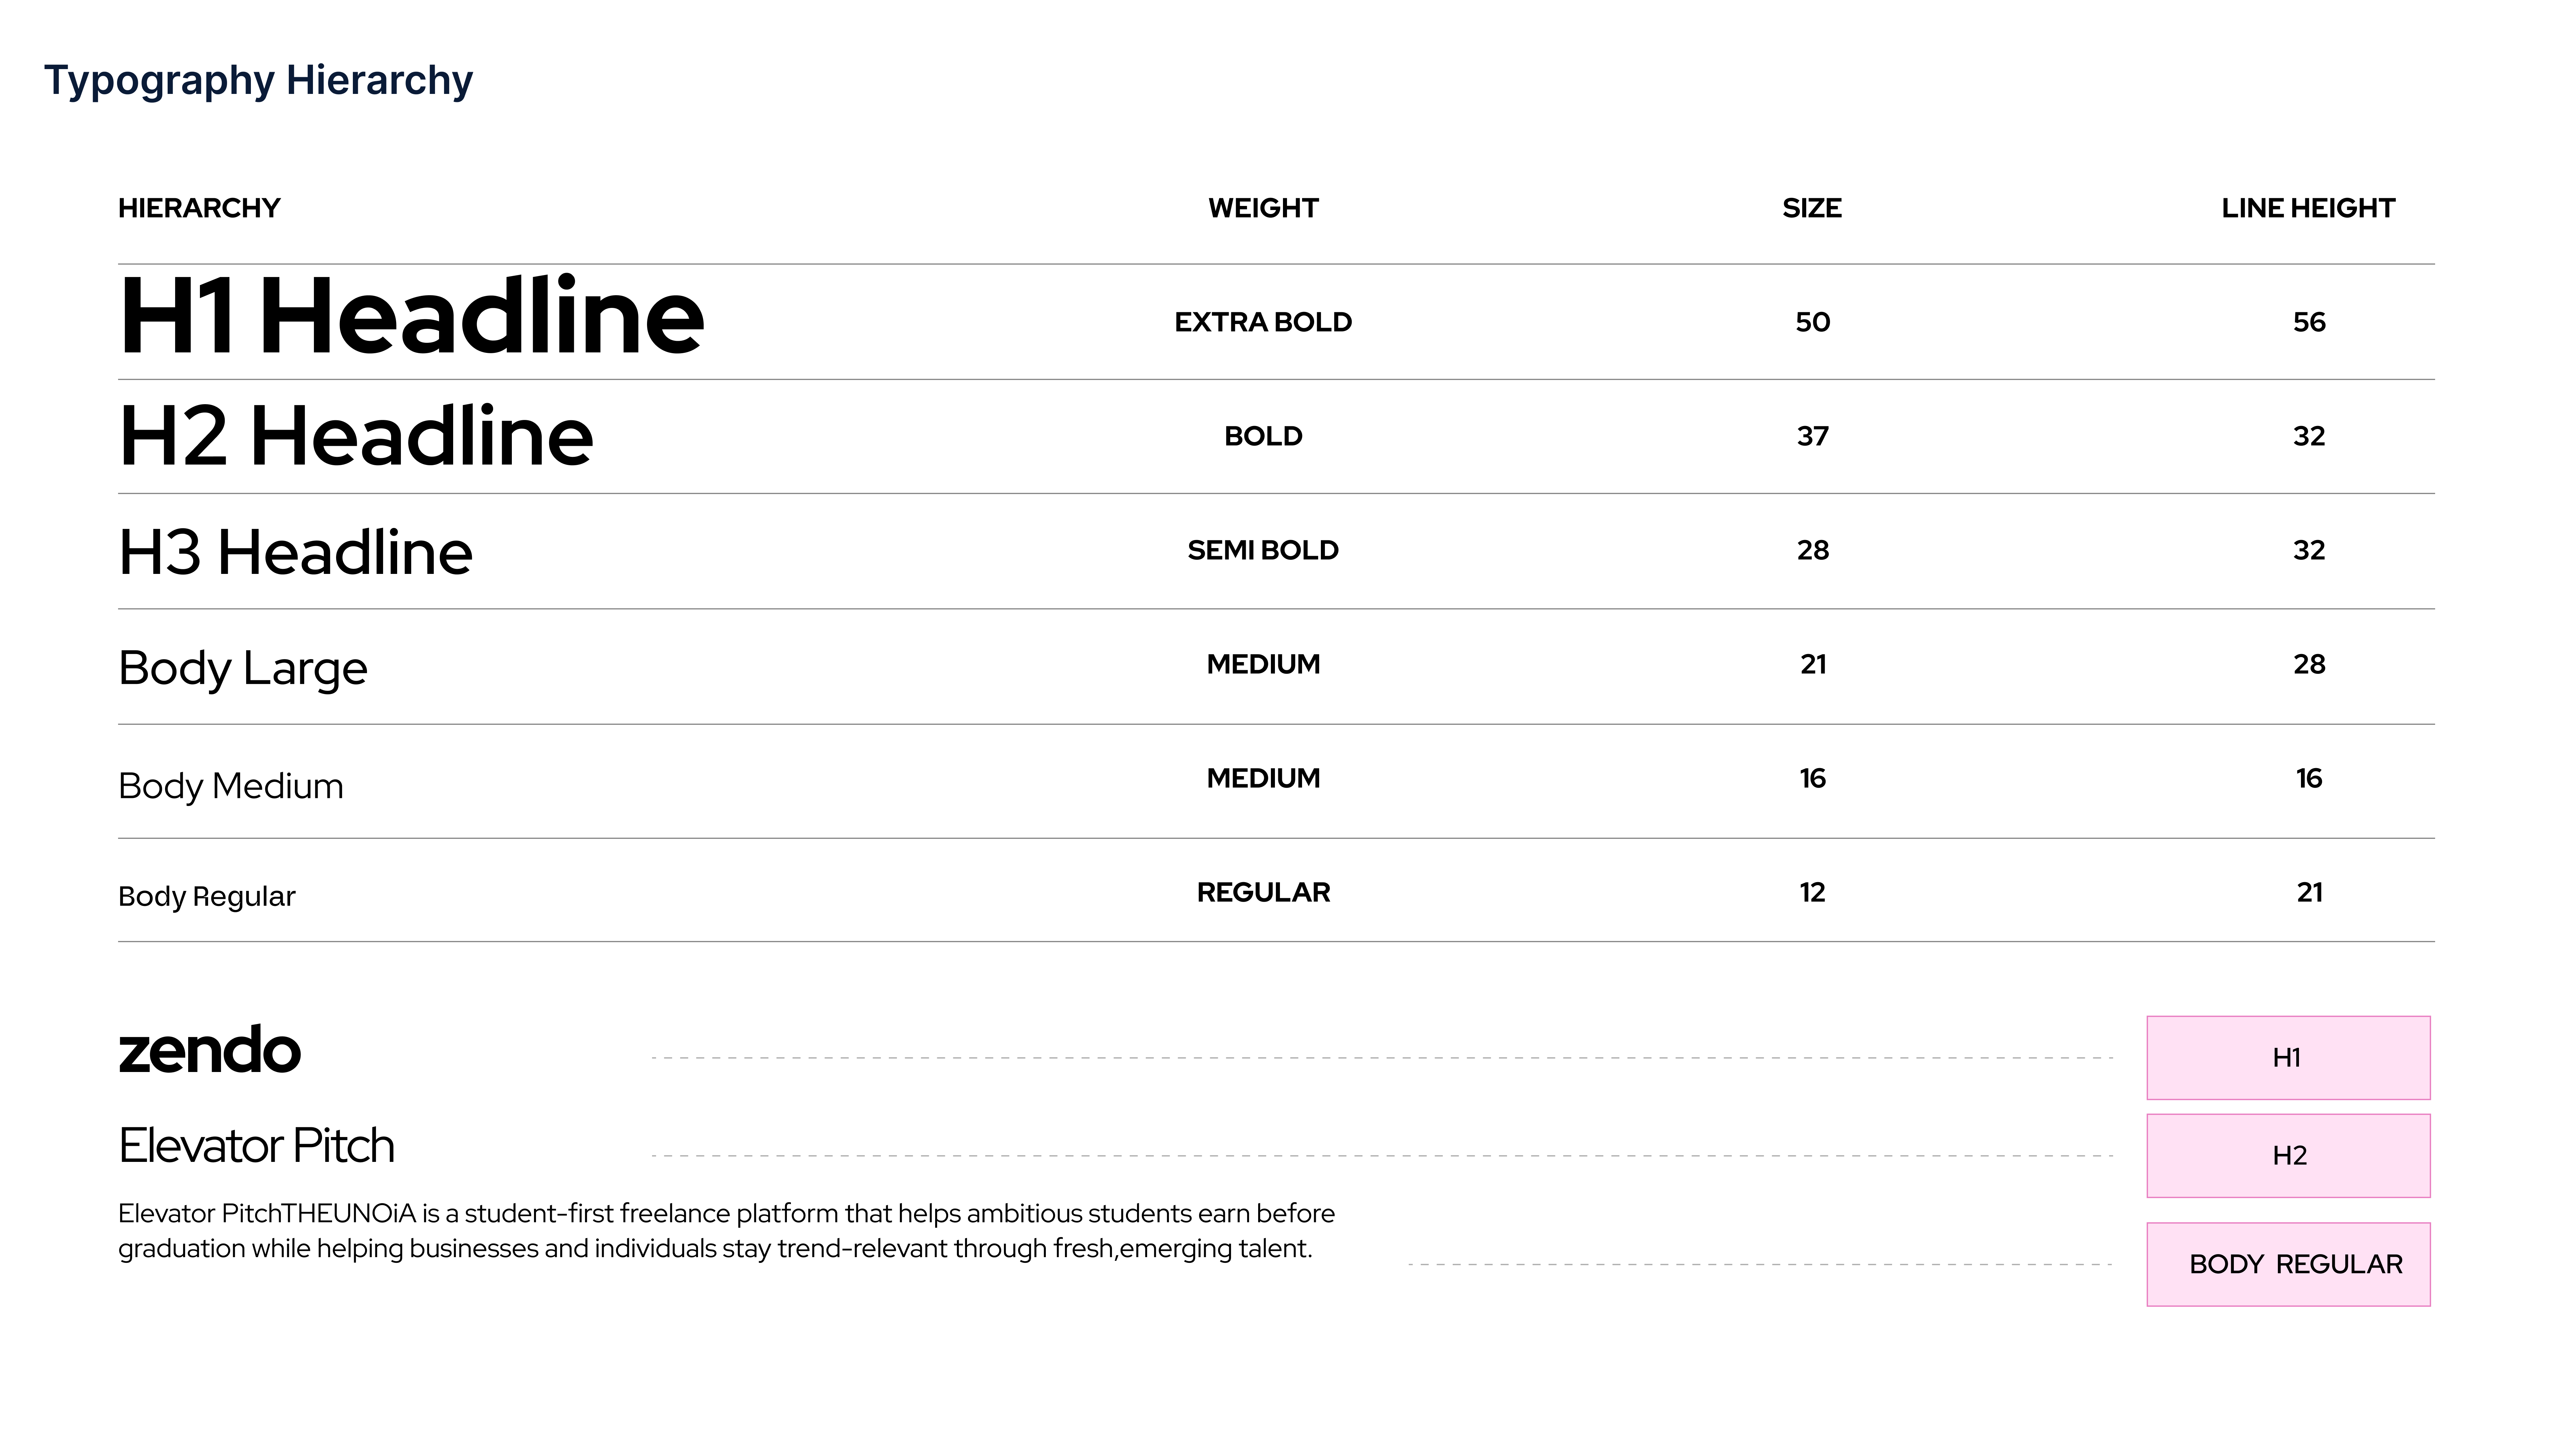 Typography Hierarchy
HIERARCHY WEIGHT SIZE LINE HEIGHT
H1 Headline EXTRA BOLD 50 56
H2 Headline BOLD 37 32
H3 Headline SEMI BOLD 28 32
Body Large MEDIUM 21 28
Body Medium MEDIUM 16 16
Body Regular REGULAR 12 21
zendo H1
Elevator Pitch H2
Elevator PitchTHEUNOiA is a student-first freelance platform that helps ambitious students earn before
graduation while helping businesses and individuals stay trend-relevant through fresh,emerging talent.
BODY REGULAR